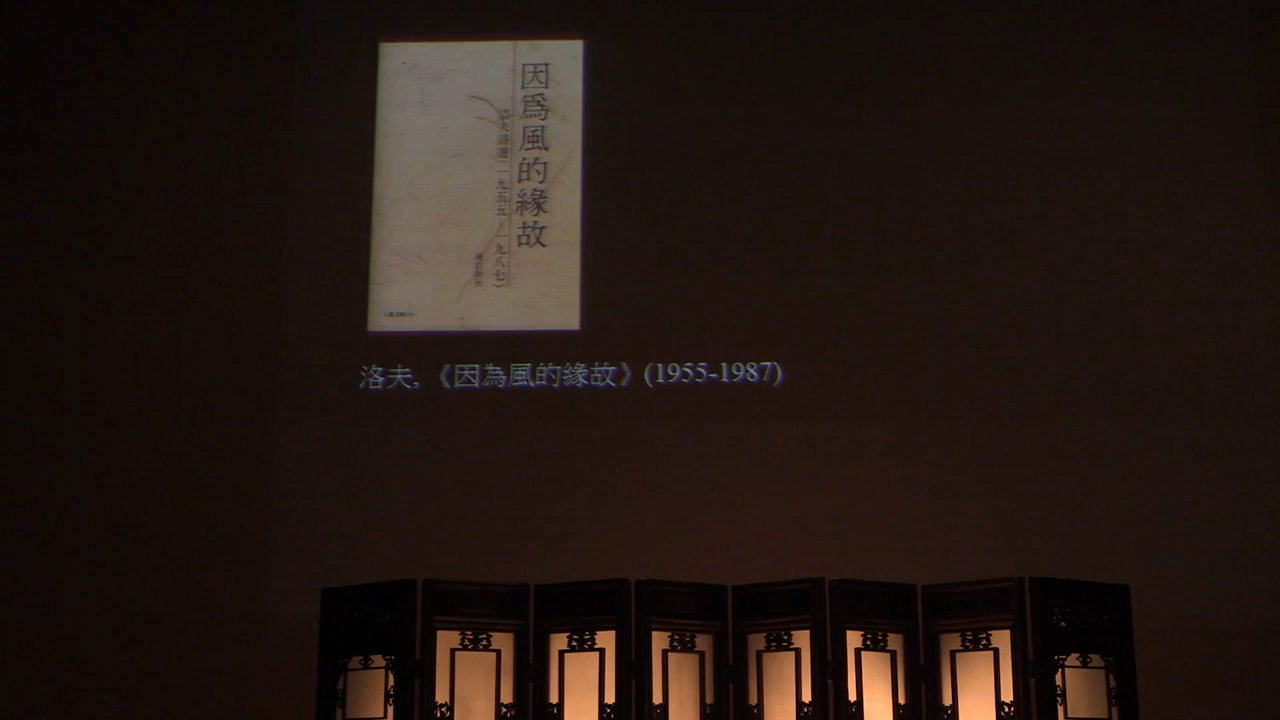 因為風的緣故
洛夫詩選(一九五五~一九八七)
洛夫, 《因為風的緣故》(1955-1987)